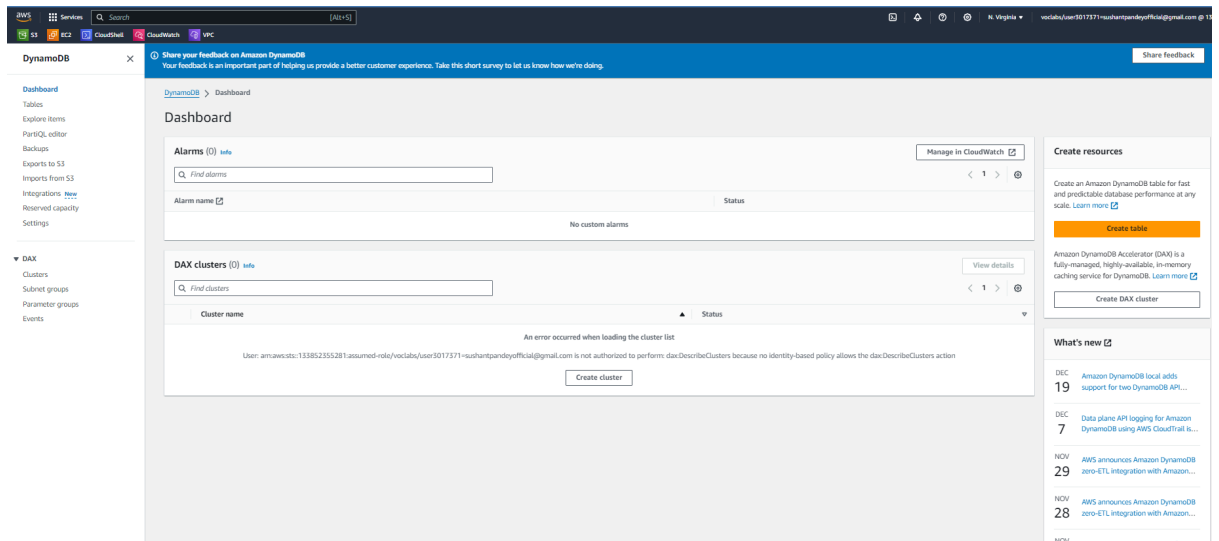 aws
Services
Search
[Alt+S]
N. Virginia
voclabs/user3017371=sushantpandeyofficial@gmail.com @ 13
S3
EC2
CloudShell
CloudWatch
VPC
DynamoDB
Dashboard
Tables
Explore items
PartiQL editor
Backups
Exports to S3
Imports from S3
Integrations New
Reserved capacity
Settings
DAX
Clusters
Subnet groups
Parameter groups
Events
Share your feedback on Amazon DynamoDB
Your feedback is an important part of helping us provide a better customer experience. Take this short survey to let us know how we're doing.
Share feedback
DynamoDB > Dashboard
Dashboard
Alarms (0) Info
Manage in CloudWatch
Find alarms
1
Alarm name
Status
No custom alarms
DAX clusters (0) Info
View details
Find clusters
1
Cluster name
Status
An error occurred when loading the cluster list
User: arn:aws:sts::133852355281:assumed-role/voclabs/user3017371=sushantpandeyofficial@gmail.com is not authorized to perform: dax:DescribeClusters because no identity-based policy allows the dax:DescribeClusters action
Create cluster
Create resources
Create an Amazon DynamoDB table for fast
and predictable database performance at any
scale. Learn more
Create table
Amazon DynamoDB Accelerator (DAX) is a
fully-managed, highly-available, in-memory
caching service for DynamoDB. Learn more
Create DAX cluster
What's new
DEC
19
Amazon DynamoDB local adds
support for two DynamoDB API...
DEC
7
Data plane API logging for Amazon
DynamoDB using AWS CloudTrail is...
NOV
29
AWS announces Amazon DynamoDB
zero-ETL integration with Amazon...
NOV
28
AWS announces Amazon DynamoDB
zero-ETL integration with Amazon...
NOV